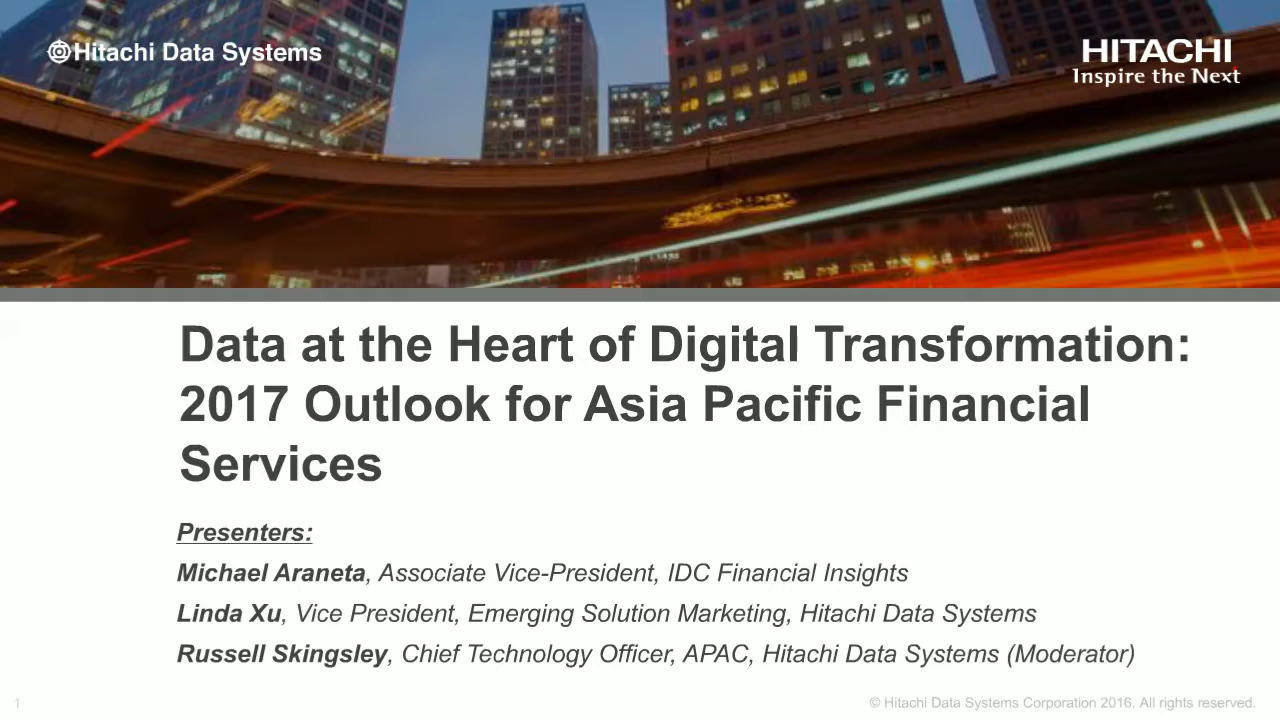 Hitachi Data Systems
HITACHI
Inspire the Next
Data at the Heart of Digital Transformation:
2017 Outlook for Asia Pacific Financial
Services
Presenters:
Michael Araneta, Associate Vice-President, IDC Financial Insights
Linda Xu, Vice President, Emerging Solution Marketing, Hitachi Data Systems
Russell Skingsley, Chief Technology Officer, APAC, Hitachi Data Systems (Moderator)
1
© Hitachi Data Systems Corporation 2016. All rights reserved.